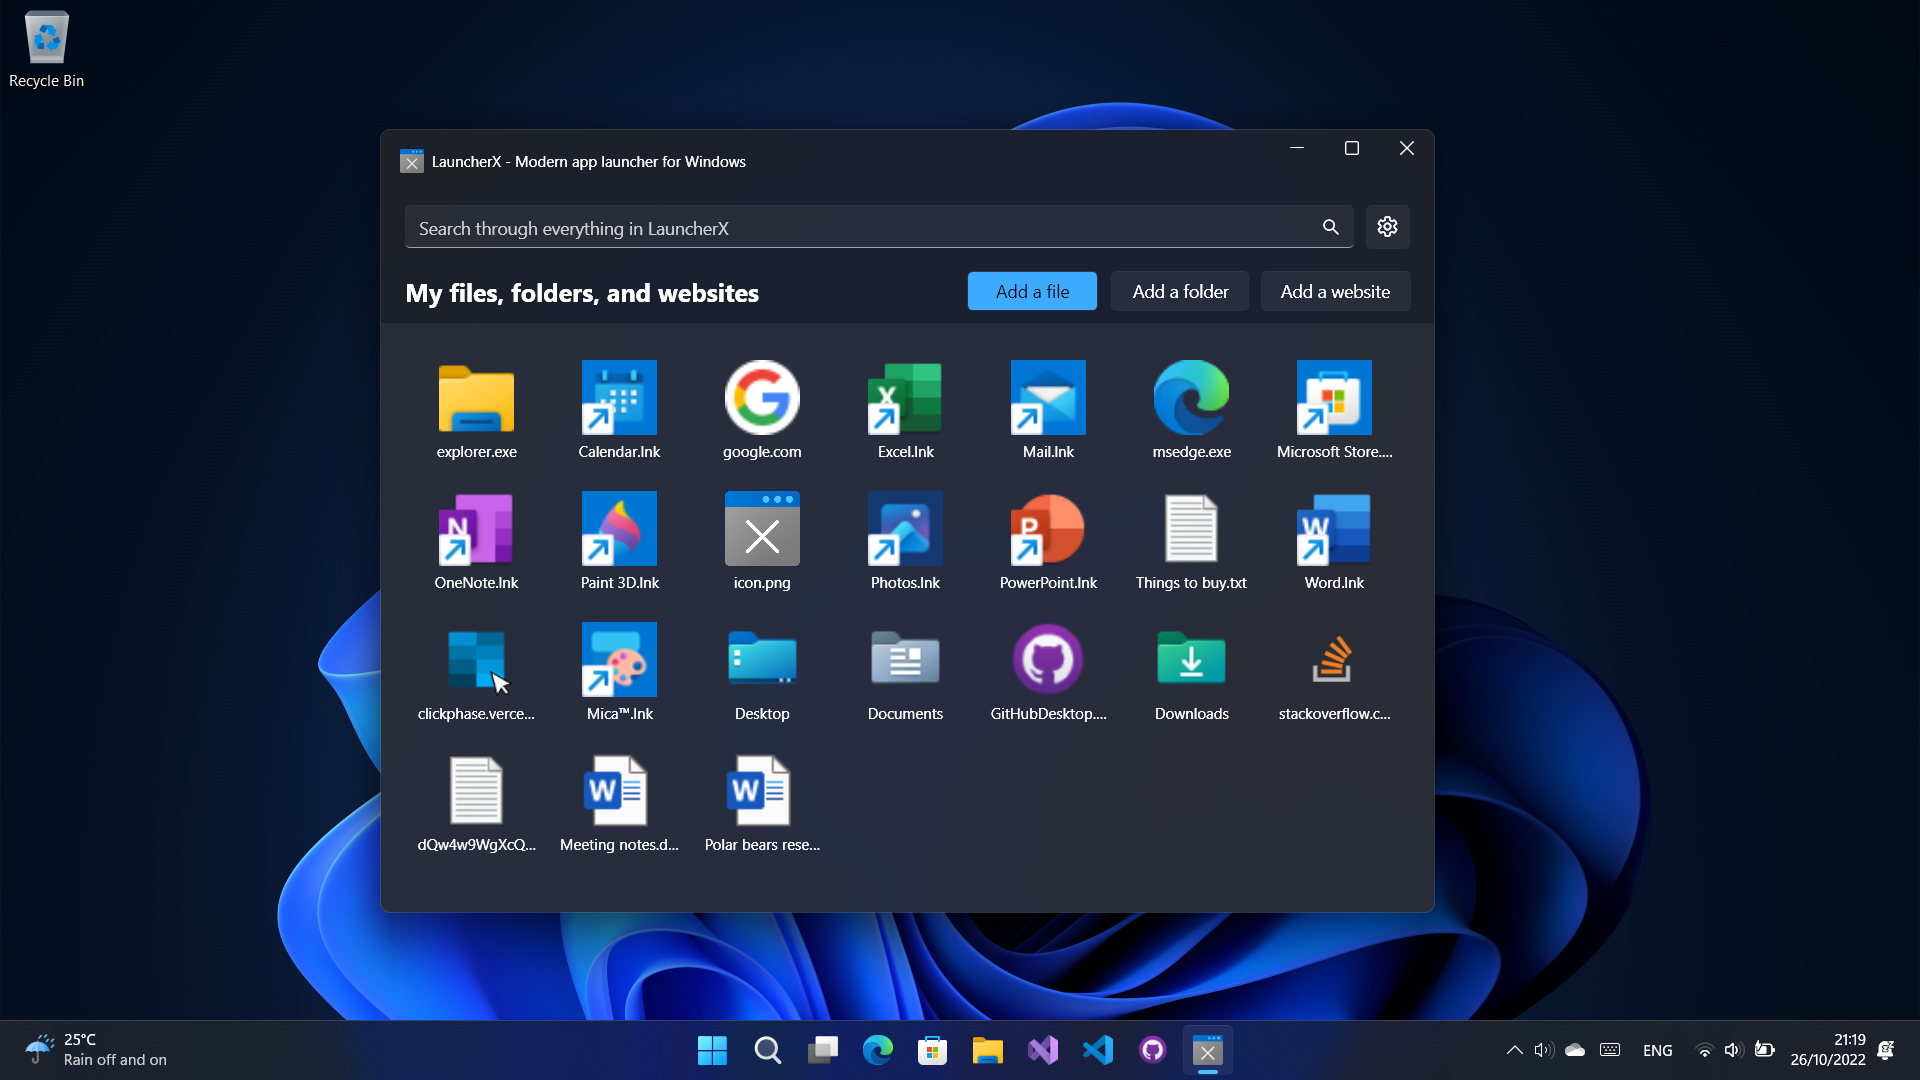 Recycle Bin
LauncherX - Modern app launcher for Windows
Search through everything in LauncherX
My files, folders, and websites
Add a file
Add a folder
Add a website
explorer.exe
Calendar.lnk
google.com
Excel.lnk
Mail.lnk
msedge.exe
Microsoft Store....
OneNote.lnk
Paint 3D.lnk
icon.png
Photos.lnk
PowerPoint.lnk
Things to buy.txt
Word.lnk
clickphase.verce...
Mica™.lnk
Desktop
Documents
GitHubDesktop....
Downloads
stackoverflow.c...
dQw4w9WgXcQ...
Meeting notes.d...
Polar bears rese...
25°C
Rain off and on
ENG
21:19
26/10/2022